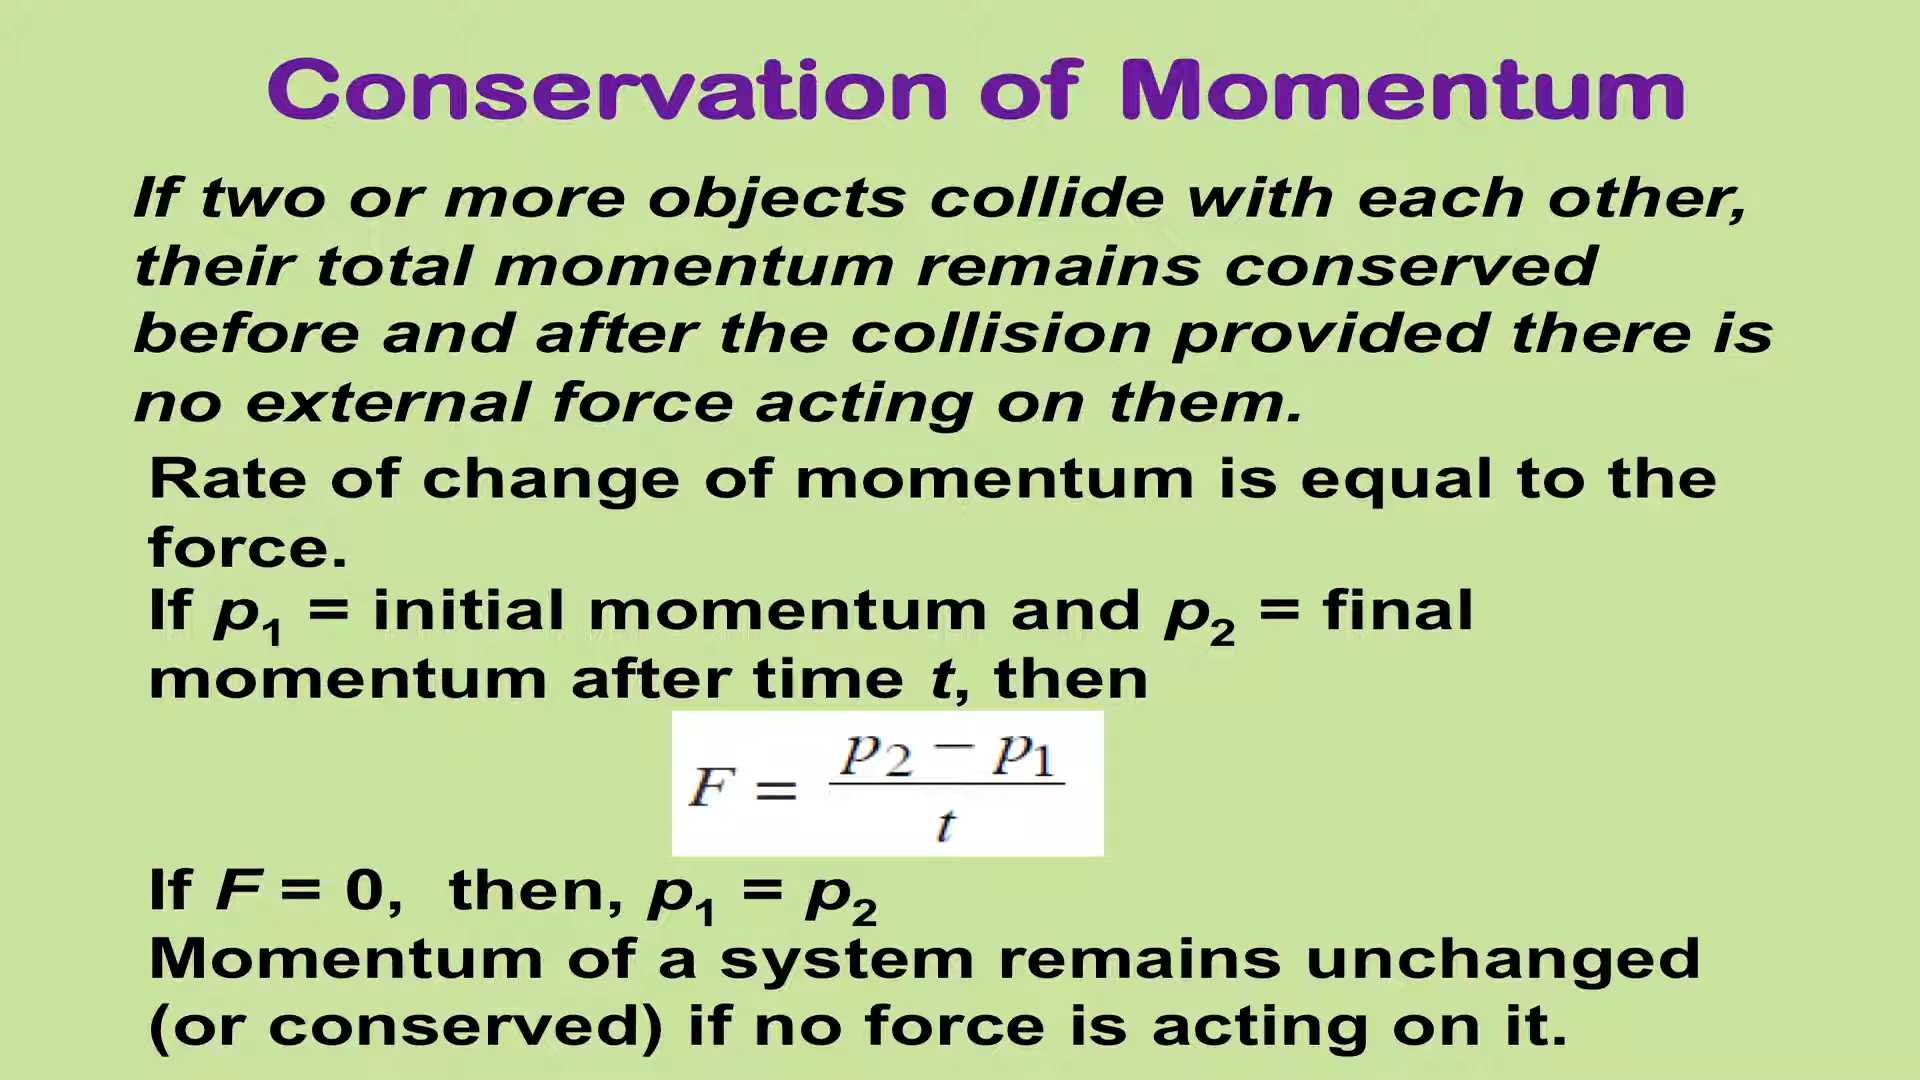 Conservation of Momentum
If two or more objects collide with each other,
their total momentum remains conserved
before and after the collision provided there is
no external force acting on them.
Rate of change of momentum is equal to the
force.
If p₁ = initial momentum and p₂ = final
momentum after time t, then
F = (p₂ − p₁) / t
If F = 0, then, p₁ = p₂
Momentum of a system remains unchanged
(or conserved) if no force is acting on it.